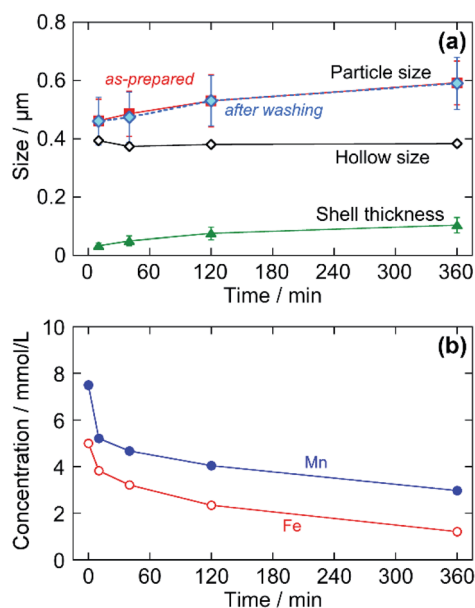 0.8
(a)
as-prepared
Particle size
0.6
after washing
Size / µm
0.4
Hollow size
0.2
Shell thickness
0
0 60 120 180 240 300 360
Time / min
10
(b)
8
6
Concentration / mmol/L
4
Mn
2
Fe
0
0 60 120 180 240 300 360
Time / min